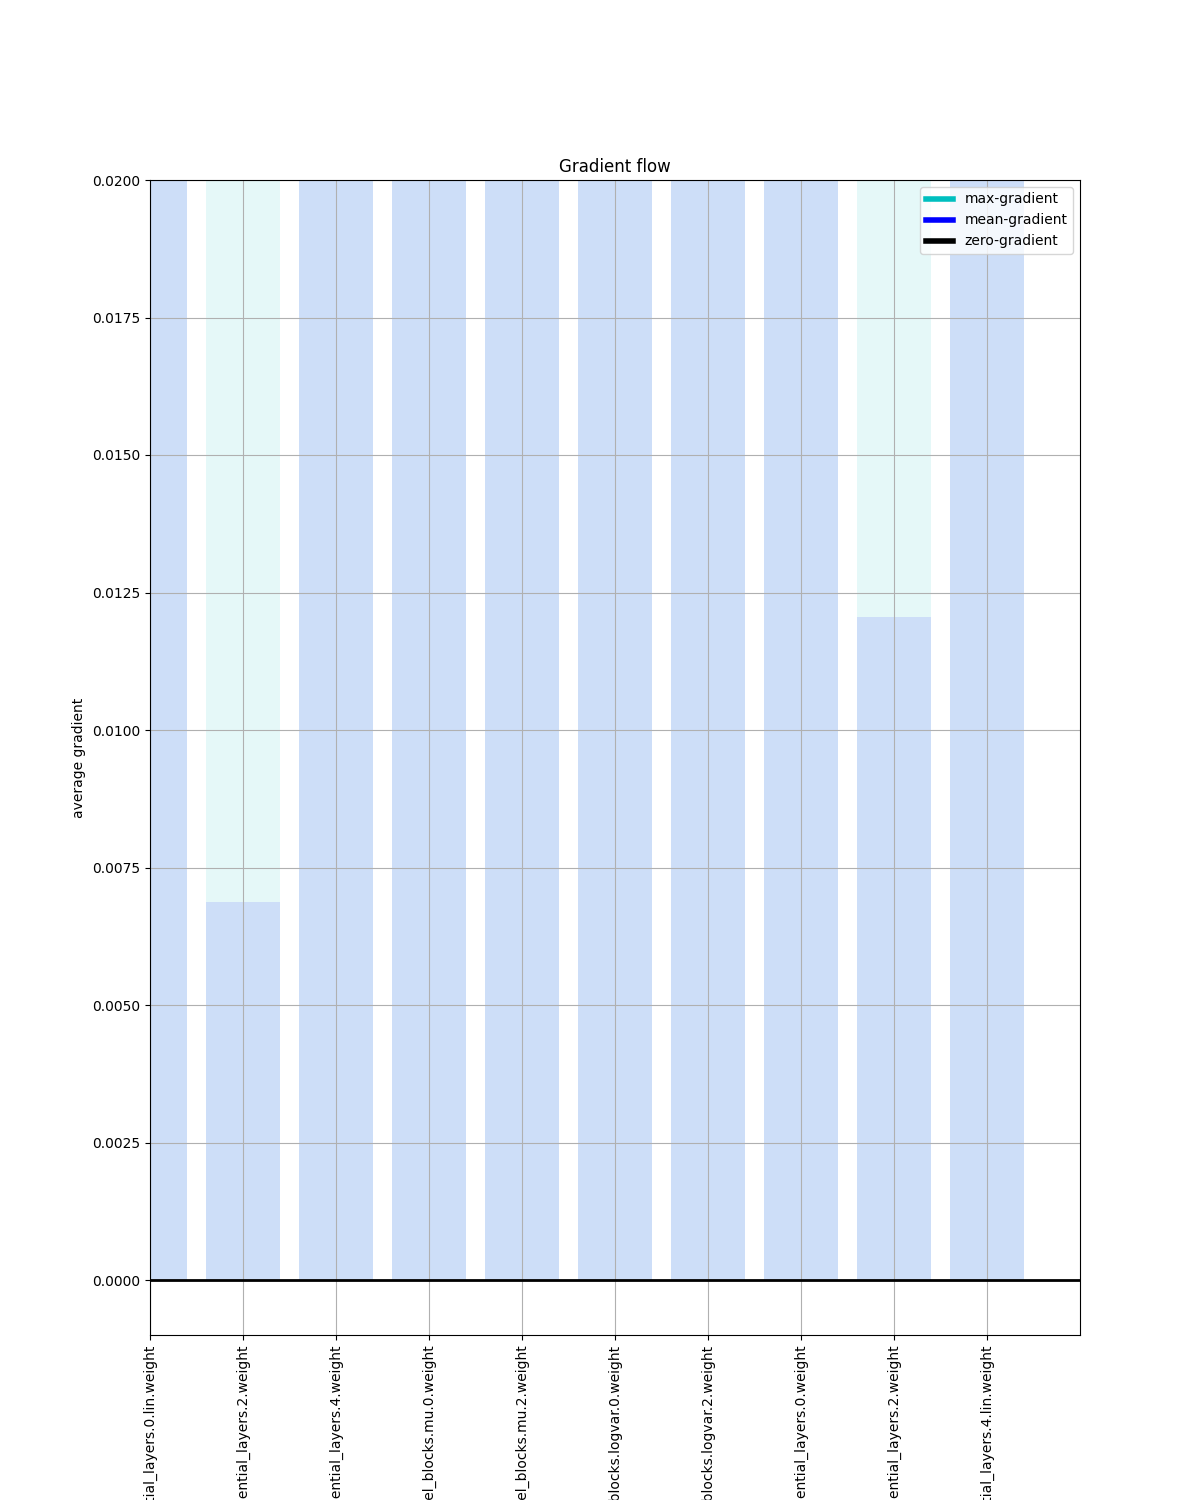 Gradient flow
0.0200
0.0175
0.0150
0.0125
0.0100
0.0075
0.0050
0.0025
0.0000
average gradient
max-gradient
mean-gradient
zero-gradient
tial_layers.0.lin.weight
ential_layers.2.weight
ential_layers.4.weight
el_blocks.mu.0.weight
el_blocks.mu.2.weight
blocks.logvar.0.weight
blocks.logvar.2.weight
ential_layers.0.weight
ential_layers.2.weight
tial_layers.4.lin.weight